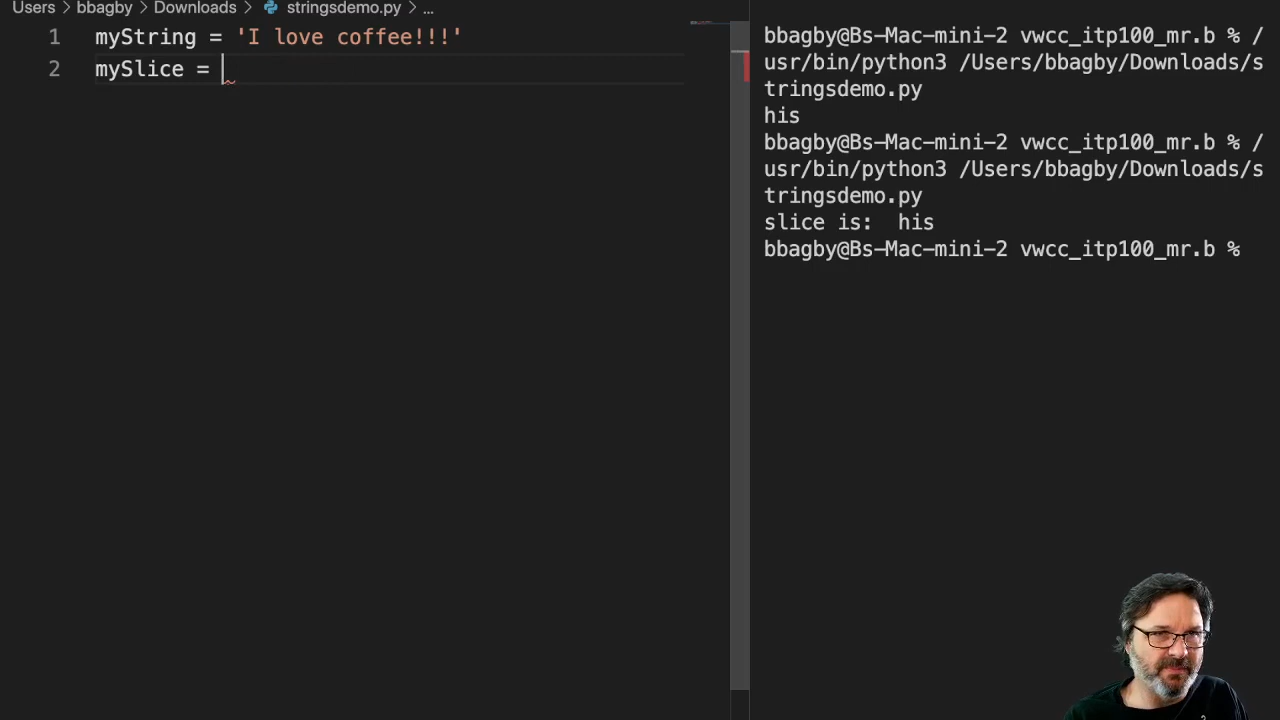 Users > bbagby > Downloads > stringsdemo.py > ...
1 myString = 'I love coffee!!!'
2 mySlice =
bbagby@Bs-Mac-mini-2 vwcc_itp100_mr.b % /
usr/bin/python3 /Users/bbagby/Downloads/s
tringsdemo.py
his
bbagby@Bs-Mac-mini-2 vwcc_itp100_mr.b % /
usr/bin/python3 /Users/bbagby/Downloads/s
tringsdemo.py
slice is:  his
bbagby@Bs-Mac-mini-2 vwcc_itp100_mr.b %